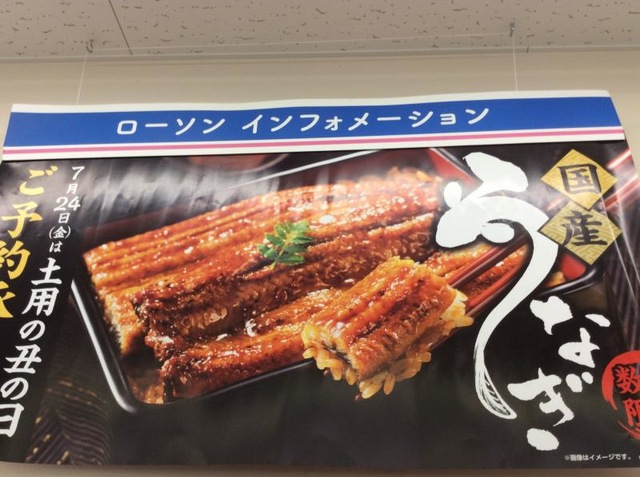 ローソン インフォメーション
国産
うなぎ
7月24日(金)は
土用の丑の日
ご予約
数
※画像はイメージです。